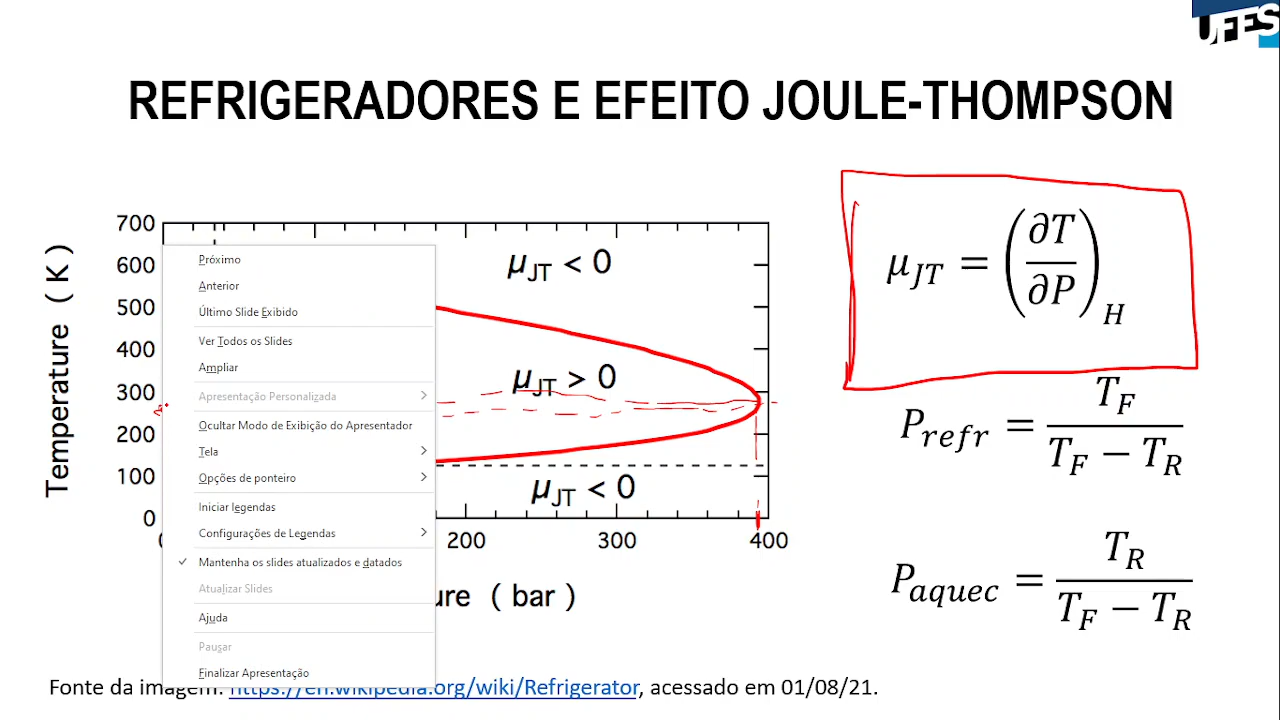 UFES
REFRIGERADORES E EFEITO JOULE-THOMPSON
700
600
500
400
300
200
100
0
Temperature ( K )
μJT < 0
μJT > 0
μJT < 0
200
300
400
ure ( bar )
Próximo
Anterior
Último Slide Exibido
Ver Todos os Slides
Ampliar
Apresentação Personalizada
Ocultar Modo de Exibição do Apresentador
Tela
Opções de ponteiro
Iniciar legendas
Configurações de Legendas
Mantenha os slides atualizados e datados
Atualizar Slides
Ajuda
Pausar
Finalizar Apresentação
μJT = (∂T/∂P)H
Prefr = TF/(TF − TR)
Paquec = TR/(TF − TR)
Fonte da imagem: https://en.wikipedia.org/wiki/Refrigerator, acessado em 01/08/21.